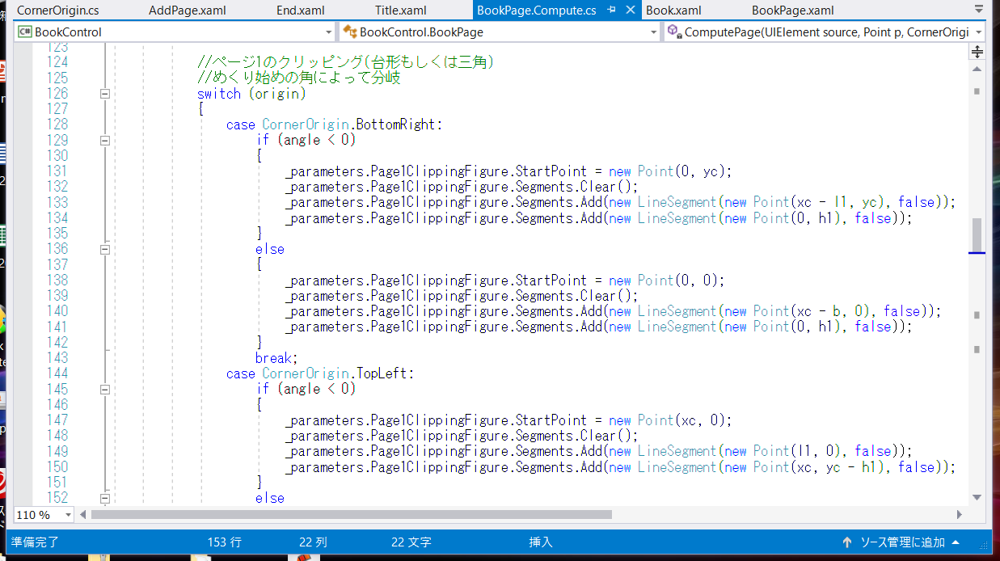 CornerOrigin.cs AddPage.xaml End.xaml Title.xaml BookPage.Compute.cs Book.xaml BookPage.xaml
C# BookControl BookControl.BookPage ComputePage(UIElement source, Point p, CornerOrigi
123
124 //ページ1のクリッピング(台形もしくは三角)
125 //めくり始めの角によって分岐
126 switch (origin)
127 {
128 case CornerOrigin.BottomRight:
129 if (angle < 0)
130 {
131 _parameters.Page1ClippingFigure.StartPoint = new Point(0, yc);
132 _parameters.Page1ClippingFigure.Segments.Clear();
133 _parameters.Page1ClippingFigure.Segments.Add(new LineSegment(new Point(xc - l1, yc), false));
134 _parameters.Page1ClippingFigure.Segments.Add(new LineSegment(new Point(0, h1), false));
135 }
136 else
137 {
138 _parameters.Page1ClippingFigure.StartPoint = new Point(0, 0);
139 _parameters.Page1ClippingFigure.Segments.Clear();
140 _parameters.Page1ClippingFigure.Segments.Add(new LineSegment(new Point(xc - b, 0), false));
141 _parameters.Page1ClippingFigure.Segments.Add(new LineSegment(new Point(0, h1), false));
142 }
143 break;
144 case CornerOrigin.TopLeft:
145 if (angle < 0)
146 {
147 _parameters.Page1ClippingFigure.StartPoint = new Point(xc, 0);
148 _parameters.Page1ClippingFigure.Segments.Clear();
149 _parameters.Page1ClippingFigure.Segments.Add(new LineSegment(new Point(l1, 0), false));
150 _parameters.Page1ClippingFigure.Segments.Add(new LineSegment(new Point(xc, yc - h1), false));
151 }
152 else
110 %
準備完了 153 行 22 列 22 文字 挿入 ソース管理に追加